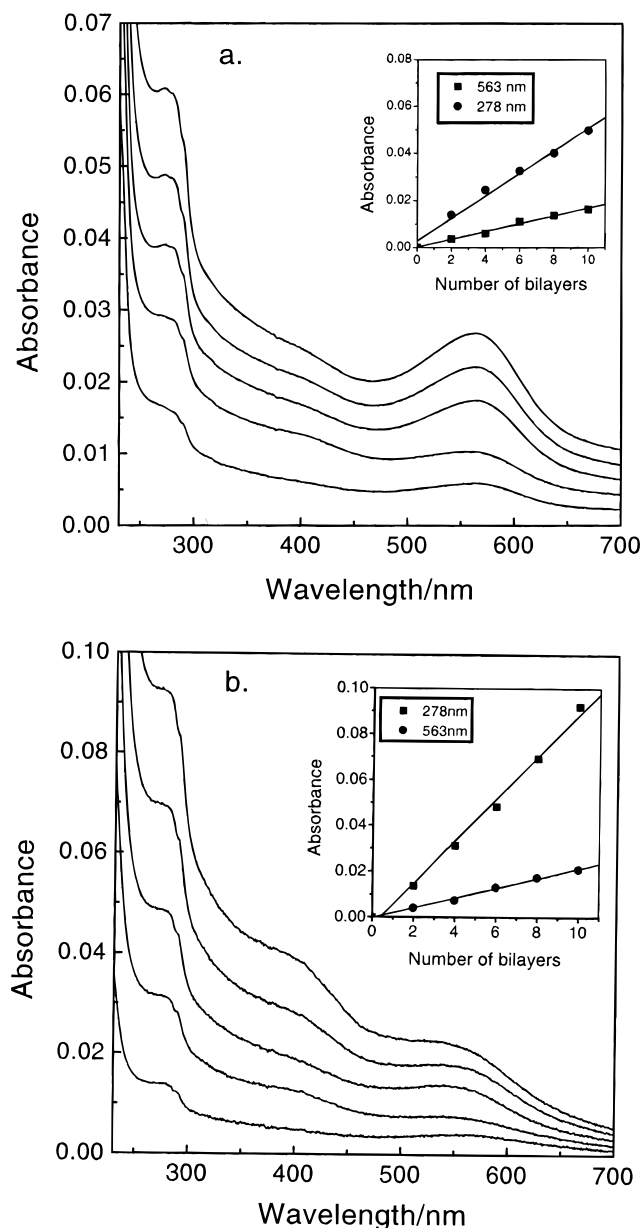 a.
0.07
0.06
0.05
0.04
0.03
0.02
0.01
0.00
Absorbance
300 400 500 600 700
Wavelength/nm
563 nm
278 nm
0.08
0.06
0.04
0.02
0.00
Absorbance
0 2 4 6 8 10
Number of bilayers
b.
0.10
0.08
0.06
0.04
0.02
0.00
Absorbance
300 400 500 600 700
Wavelength/nm
278nm
563nm
0.10
0.08
0.06
0.04
0.02
0.00
Absorbance
0 2 4 6 8 10
Number of bilayers